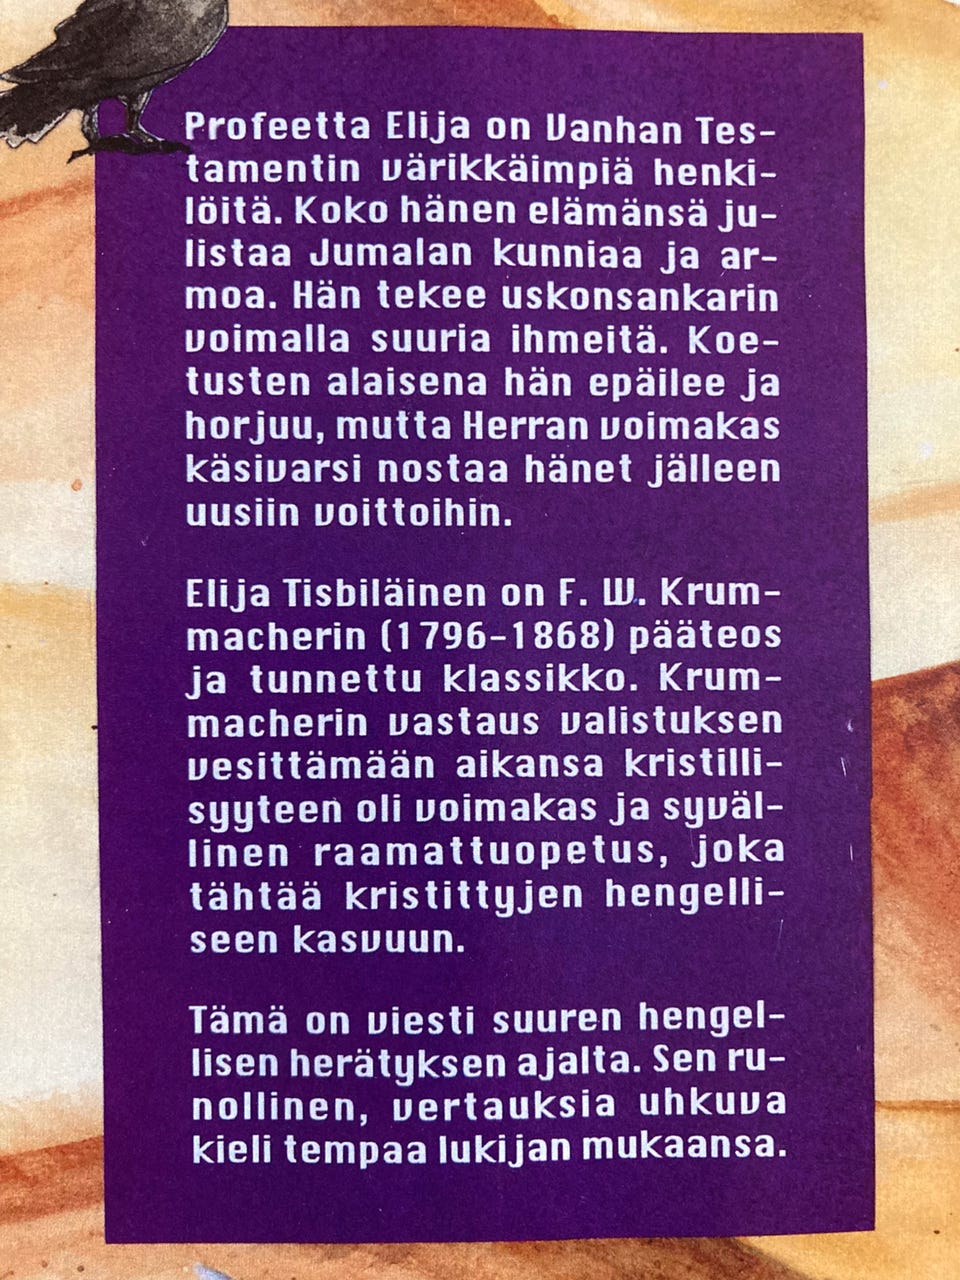 Profeetta Elija on Vanhan Tes-
tamentin värikkäimpiä henki-
löitä. Koko hänen elämänsä ju-
listaa Jumalan kunniaa ja ar-
moa. Hän tekee uskonsankarin
voimalla suuria ihmeitä. Koe-
tusten alaisena hän epäilee ja
horjuu, mutta Herran voimakas
käsivarsi nostaa hänet jälleen
uusiin voittoihin.
Elija Tisbiläinen on F. W. Krum-
macherin (1796-1868) pääteos
ja tunnettu klassikko. Krum-
macherin vastaus valistuksen
vesittämään aikansa kristilli-
syyteen oli voimakas ja syväl-
linen raamattuopetus, joka
tähtää kristittyjen hengelli-
seen kasvuun.
Tämä on viesti suuren hengel-
lisen herätyksen ajalta. Sen ru-
nollinen, vertauksia uhkuva
kieli tempaa lukijan mukaansa.